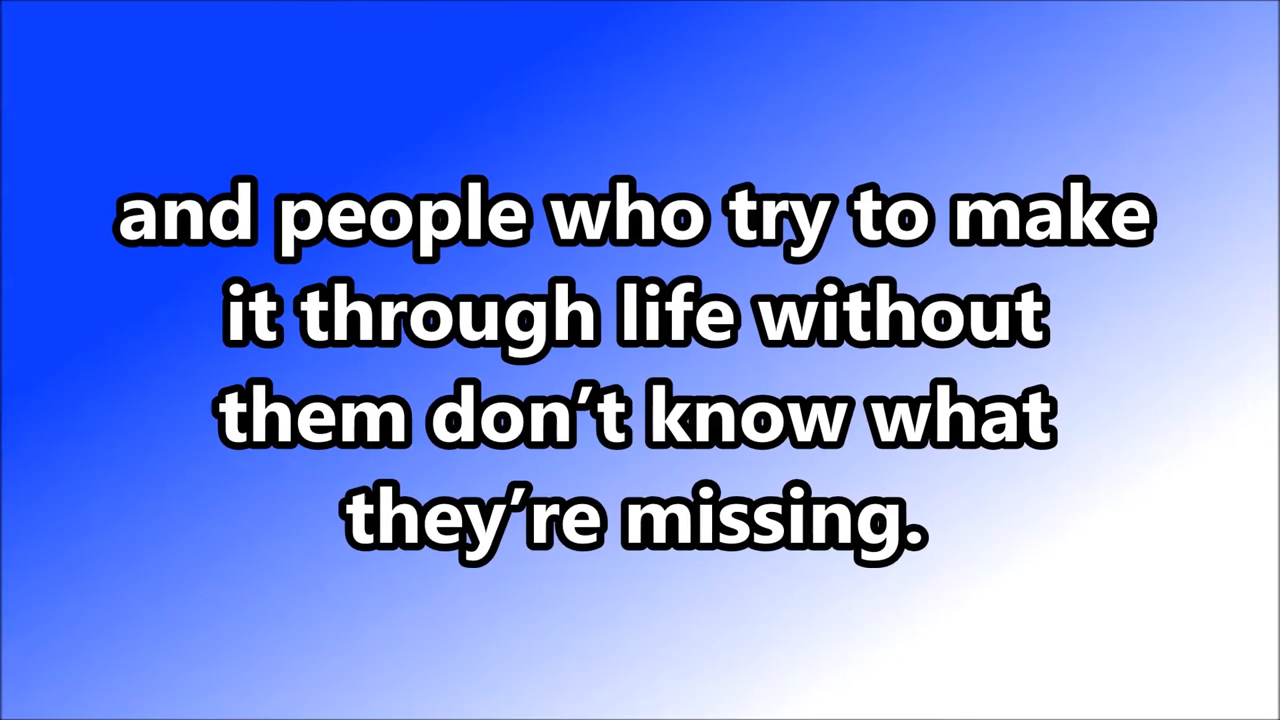 and people who try to make
it through life without
them don’t know what
they’re missing.